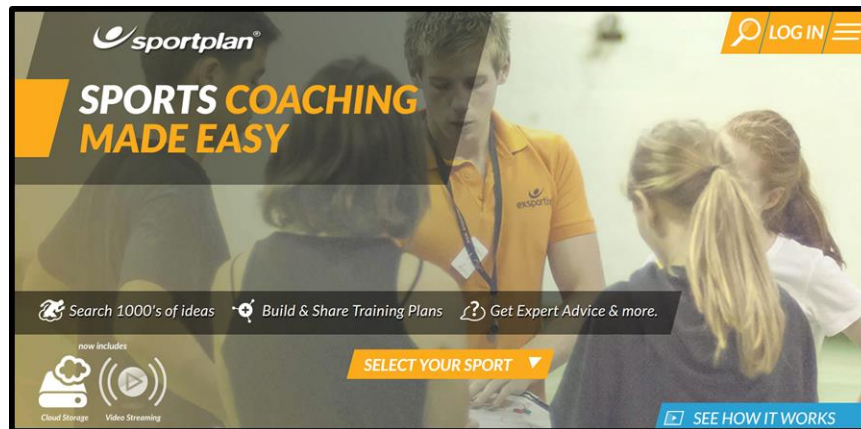 sportplan®
LOG IN
SPORTS COACHING
MADE EASY
exsportise
Search 1000's of ideas
Build & Share Training Plans
Get Expert Advice & more.
now includes
Cloud Storage
Video Streaming
SELECT YOUR SPORT
SEE HOW IT WORKS